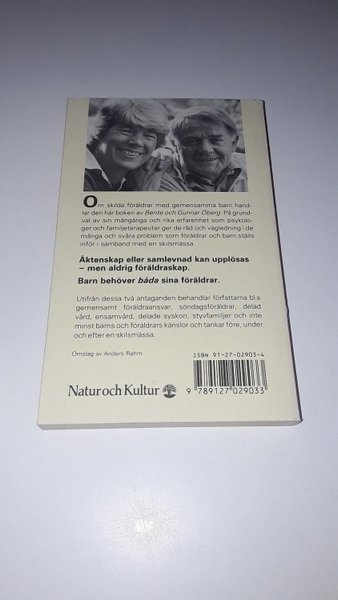 Om skilda föräldrar med gemensamma barn hand-
lar den här boken av Bente och Gunnar Öberg. På grund-
val av sin mångåriga och rika erfarenhet som psykolo-
ger och familjeterapeuter ger de råd och vägledning i de
många och svåra problem som föräldrar och barn ställs
inför i samband med en skilsmässa.
Äktenskap eller samlevnad kan upplösas
– men aldrig föräldraskap.
Barn behöver båda sina föräldrar.
Utifrån dessa två antaganden behandlar författarna bl a
gemensamt föräldraansvar, söndagsföräldrar, delad
vård, ensamvård, delade syskon, styvfamiljer och inte
minst barns och föräldrars känslor och tankar före, under
och efter en skilsmässa.
Omslag av Anders Rahm
ISBN 91-27-02903-4
Natur och Kultur
9 789127 029033